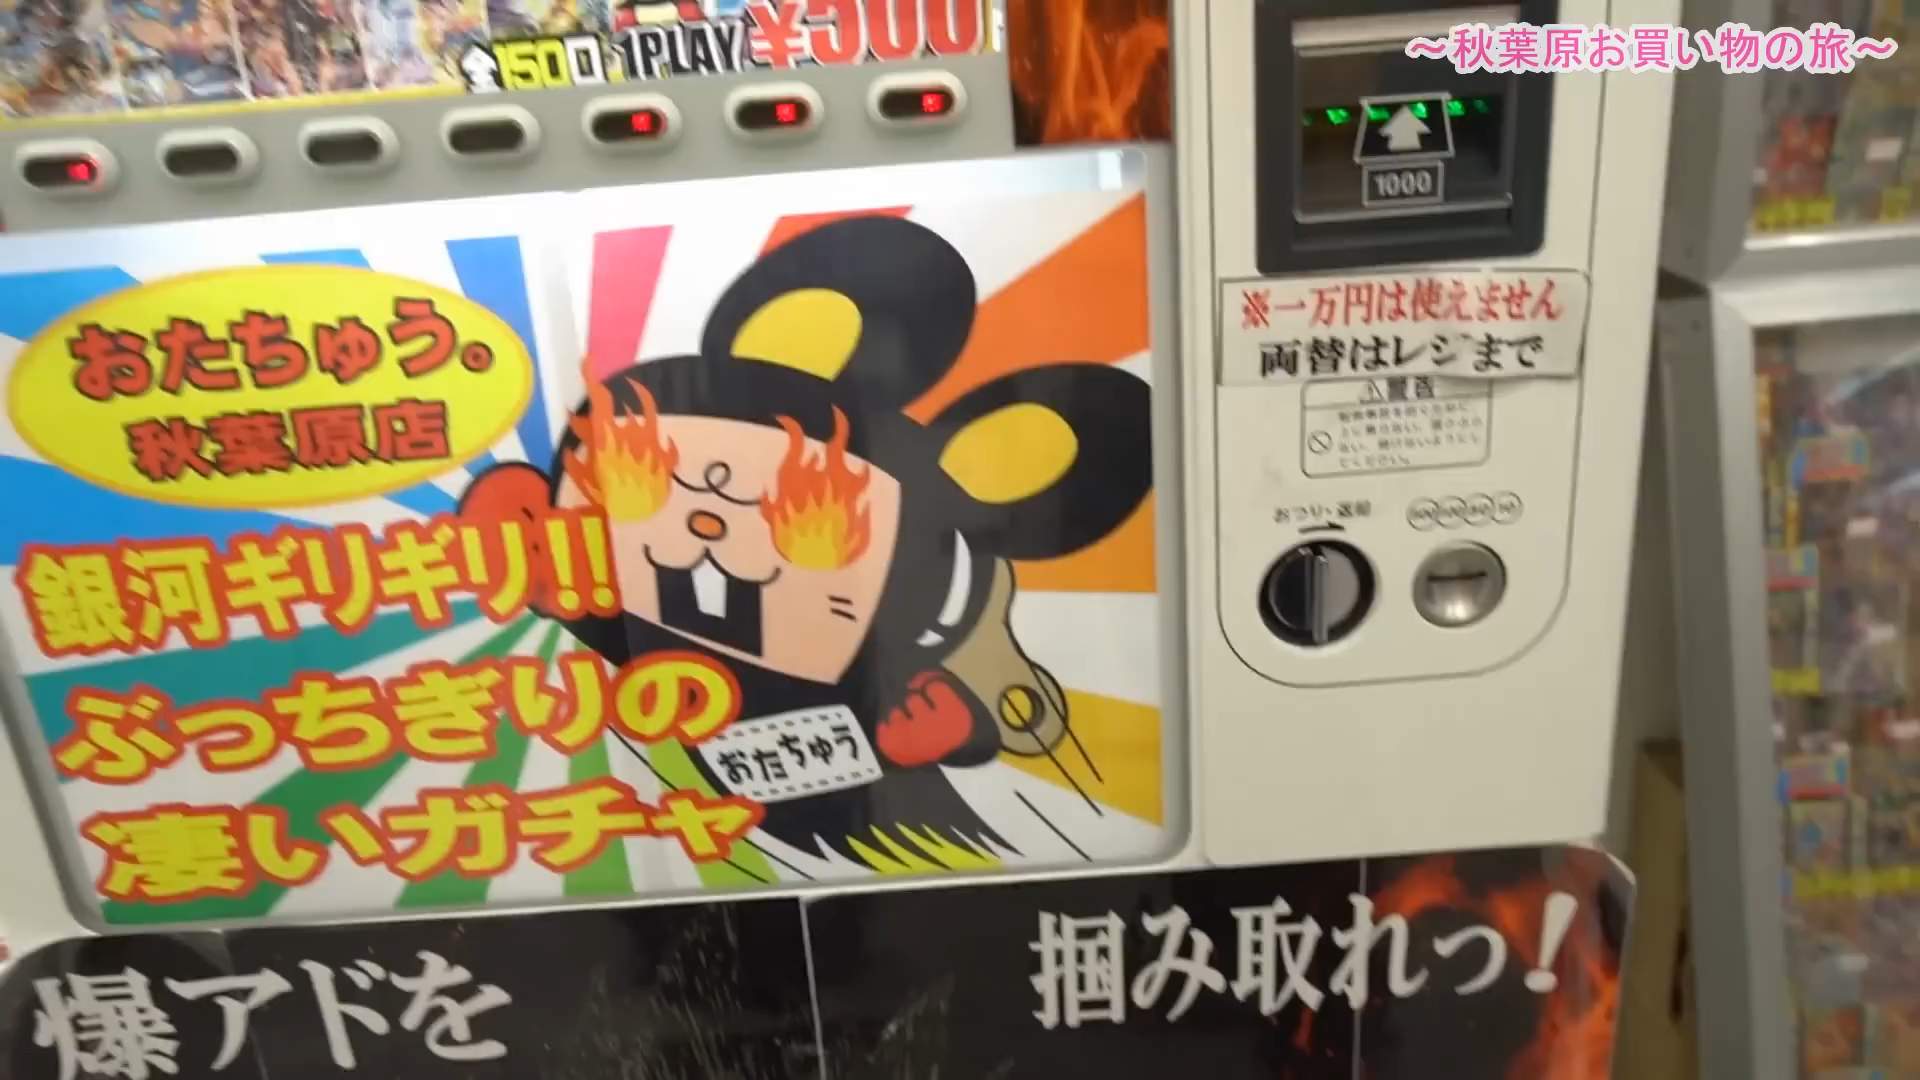 ～秋葉原お買い物の旅～
全150口 1PLAY ¥500
1000
※一万円は使えません
両替はレジまで
警告
おつり・返却
おたちゅう。
秋葉原店
銀河ギリギリ!!
ぶっちぎりの
凄いガチャ
おたちゅう
爆アドを
掴み取れっ!